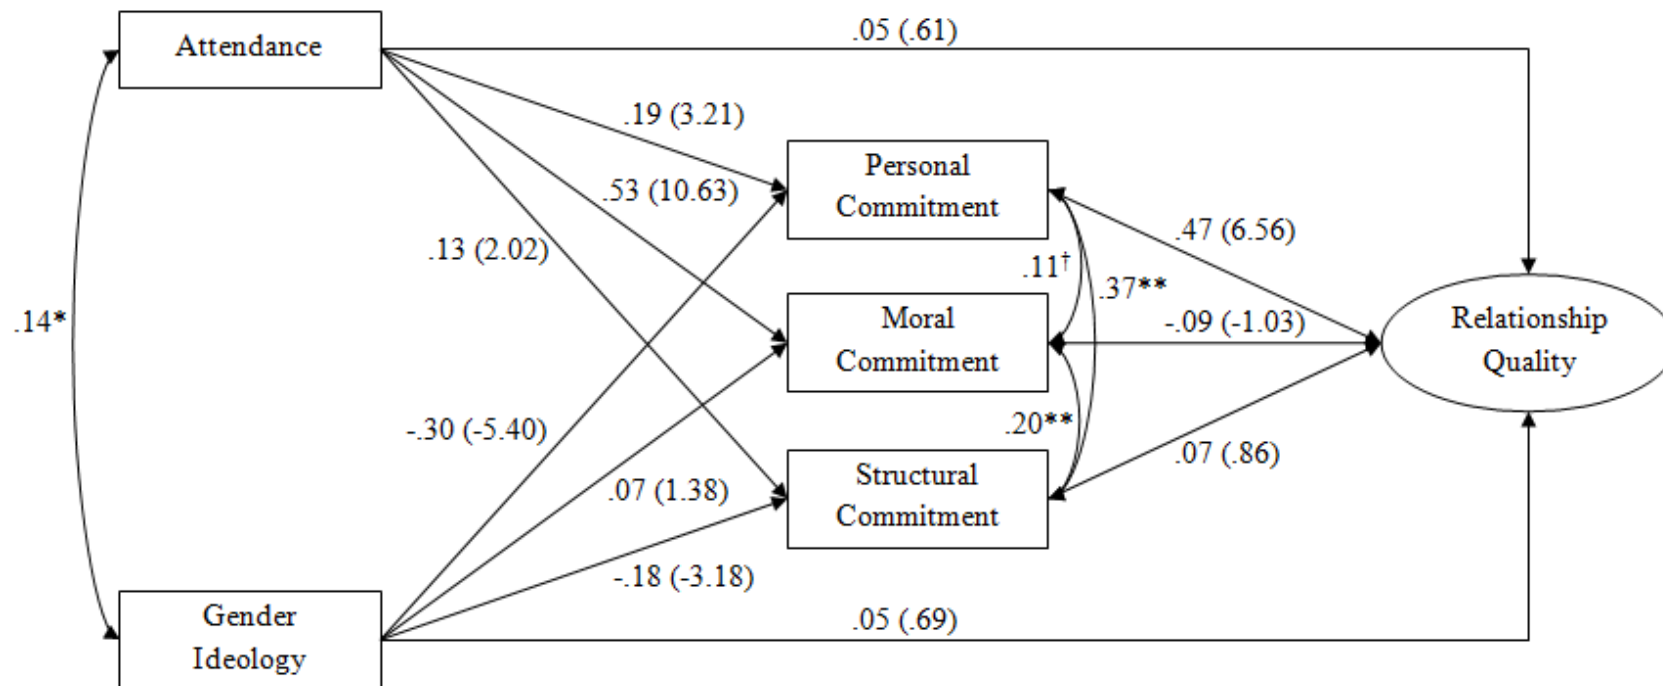 Attendance
.05 (.61)
.19 (3.21)
Personal
Commitment
.53 (10.63)
.13 (2.02)
.47 (6.56)
.11†
.37**
.14*
Moral
Commitment
-.09 (-1.03)
Relationship
Quality
-.30 (-5.40)
.20**
.07 (.86)
.07 (1.38)
Structural
Commitment
-.18 (-3.18)
Gender
Ideology
.05 (.69)